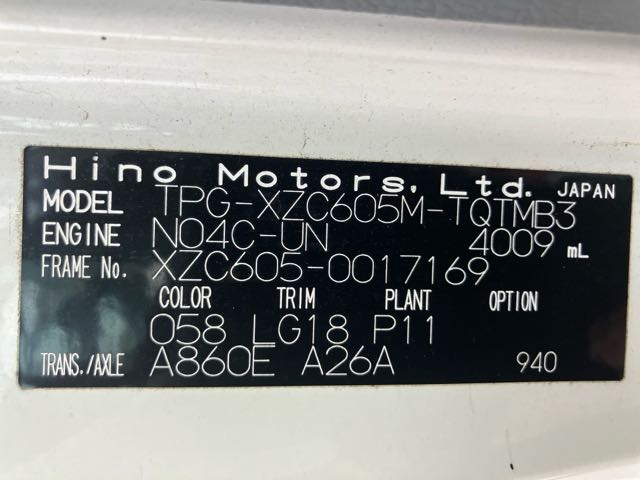 Hino Motors, Ltd. JAPAN
MODEL TPG-XZC605M-TQTMB3
ENGINE N04C-UN 4009 mL
FRAME No. XZC605-0017169
COLOR TRIM PLANT OPTION
058 LG18 P11
TRANS./AXLE A860E A26A 940